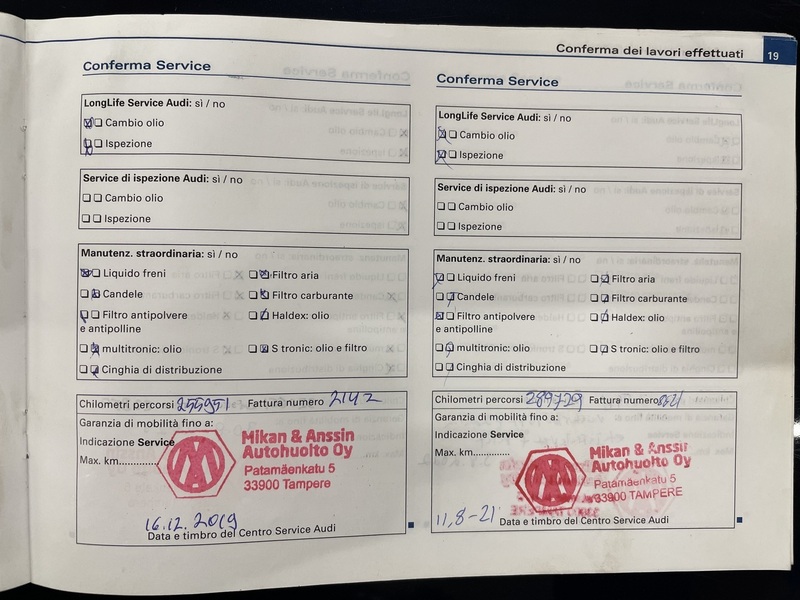 Conferma dei lavori effettuati 19
Conferma Service
LongLife Service Audi: sì / no
Cambio olio
Ispezione
Service di ispezione Audi: sì / no
Cambio olio
Ispezione
Manutenz. straordinaria: sì / no
Liquido freni Filtro aria
Candele Filtro carburante
Filtro antipolvere Haldex: olio
e antipolline
multitronic: olio S tronic: olio e filtro
Cinghia di distribuzione
Chilometri percorsi 255951 Fattura numero 2142
Garanzia di mobilità fino a:
Indicazione Service
Max. km..............
Mikan & Anssin
Autohuolto Oy
Patamäenkatu 5
33900 Tampere
16.12.2019
Data e timbro del Centro Service Audi
Conferma Service
LongLife Service Audi: sì / no
Cambio olio
Ispezione
Service di ispezione Audi: sì / no
Cambio olio
Ispezione
Manutenz. straordinaria: sì / no
Liquido freni Filtro aria
Candele Filtro carburante
Filtro antipolvere Haldex: olio
e antipolline
multitronic: olio S tronic: olio e filtro
Cinghia di distribuzione
Chilometri percorsi 289729 Fattura numero
Garanzia di mobilità fino a:
Indicazione Service
Max. km..............
Mikan & Anssin
Autohuolto Oy
Patamäenkatu 5
33900 TAMPERE
11,8-21
Data e timbro del Centro Service Audi